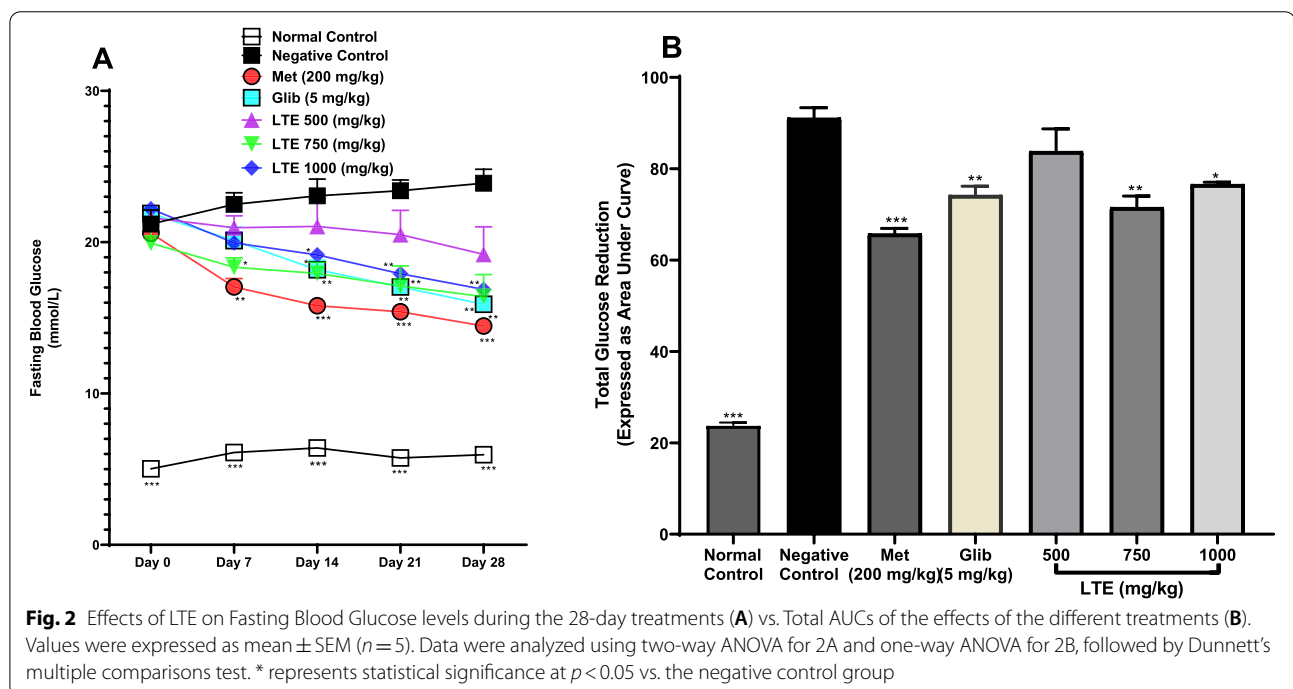 A
Normal Control
Negative Control
Met (200 mg/kg)
Glib (5 mg/kg)
LTE 500 (mg/kg)
LTE 750 (mg/kg)
LTE 1000 (mg/kg)
Fasting Blood Glucose
(mmol/L)
30
20
10
0
Day 0 Day 7 Day 14 Day 21 Day 28
*
**
*
*
**
***
**
**
**
***
**
**
**
***
***
***
***
***
***
B
Total Glucose Reduction
(Expressed as Area Under Curve)
100
80
60
40
20
0
***
***
**
**
*
Normal Negative Met Glib 500 750 1000
Control Control (200 mg/kg)(5 mg/kg) LTE (mg/kg)
Fig. 2 Effects of LTE on Fasting Blood Glucose levels during the 28-day treatments (A) vs. Total AUCs of the effects of the different treatments (B).
Values were expressed as mean ± SEM (n = 5). Data were analyzed using two-way ANOVA for 2A and one-way ANOVA for 2B, followed by Dunnett's
multiple comparisons test. * represents statistical significance at p < 0.05 vs. the negative control group